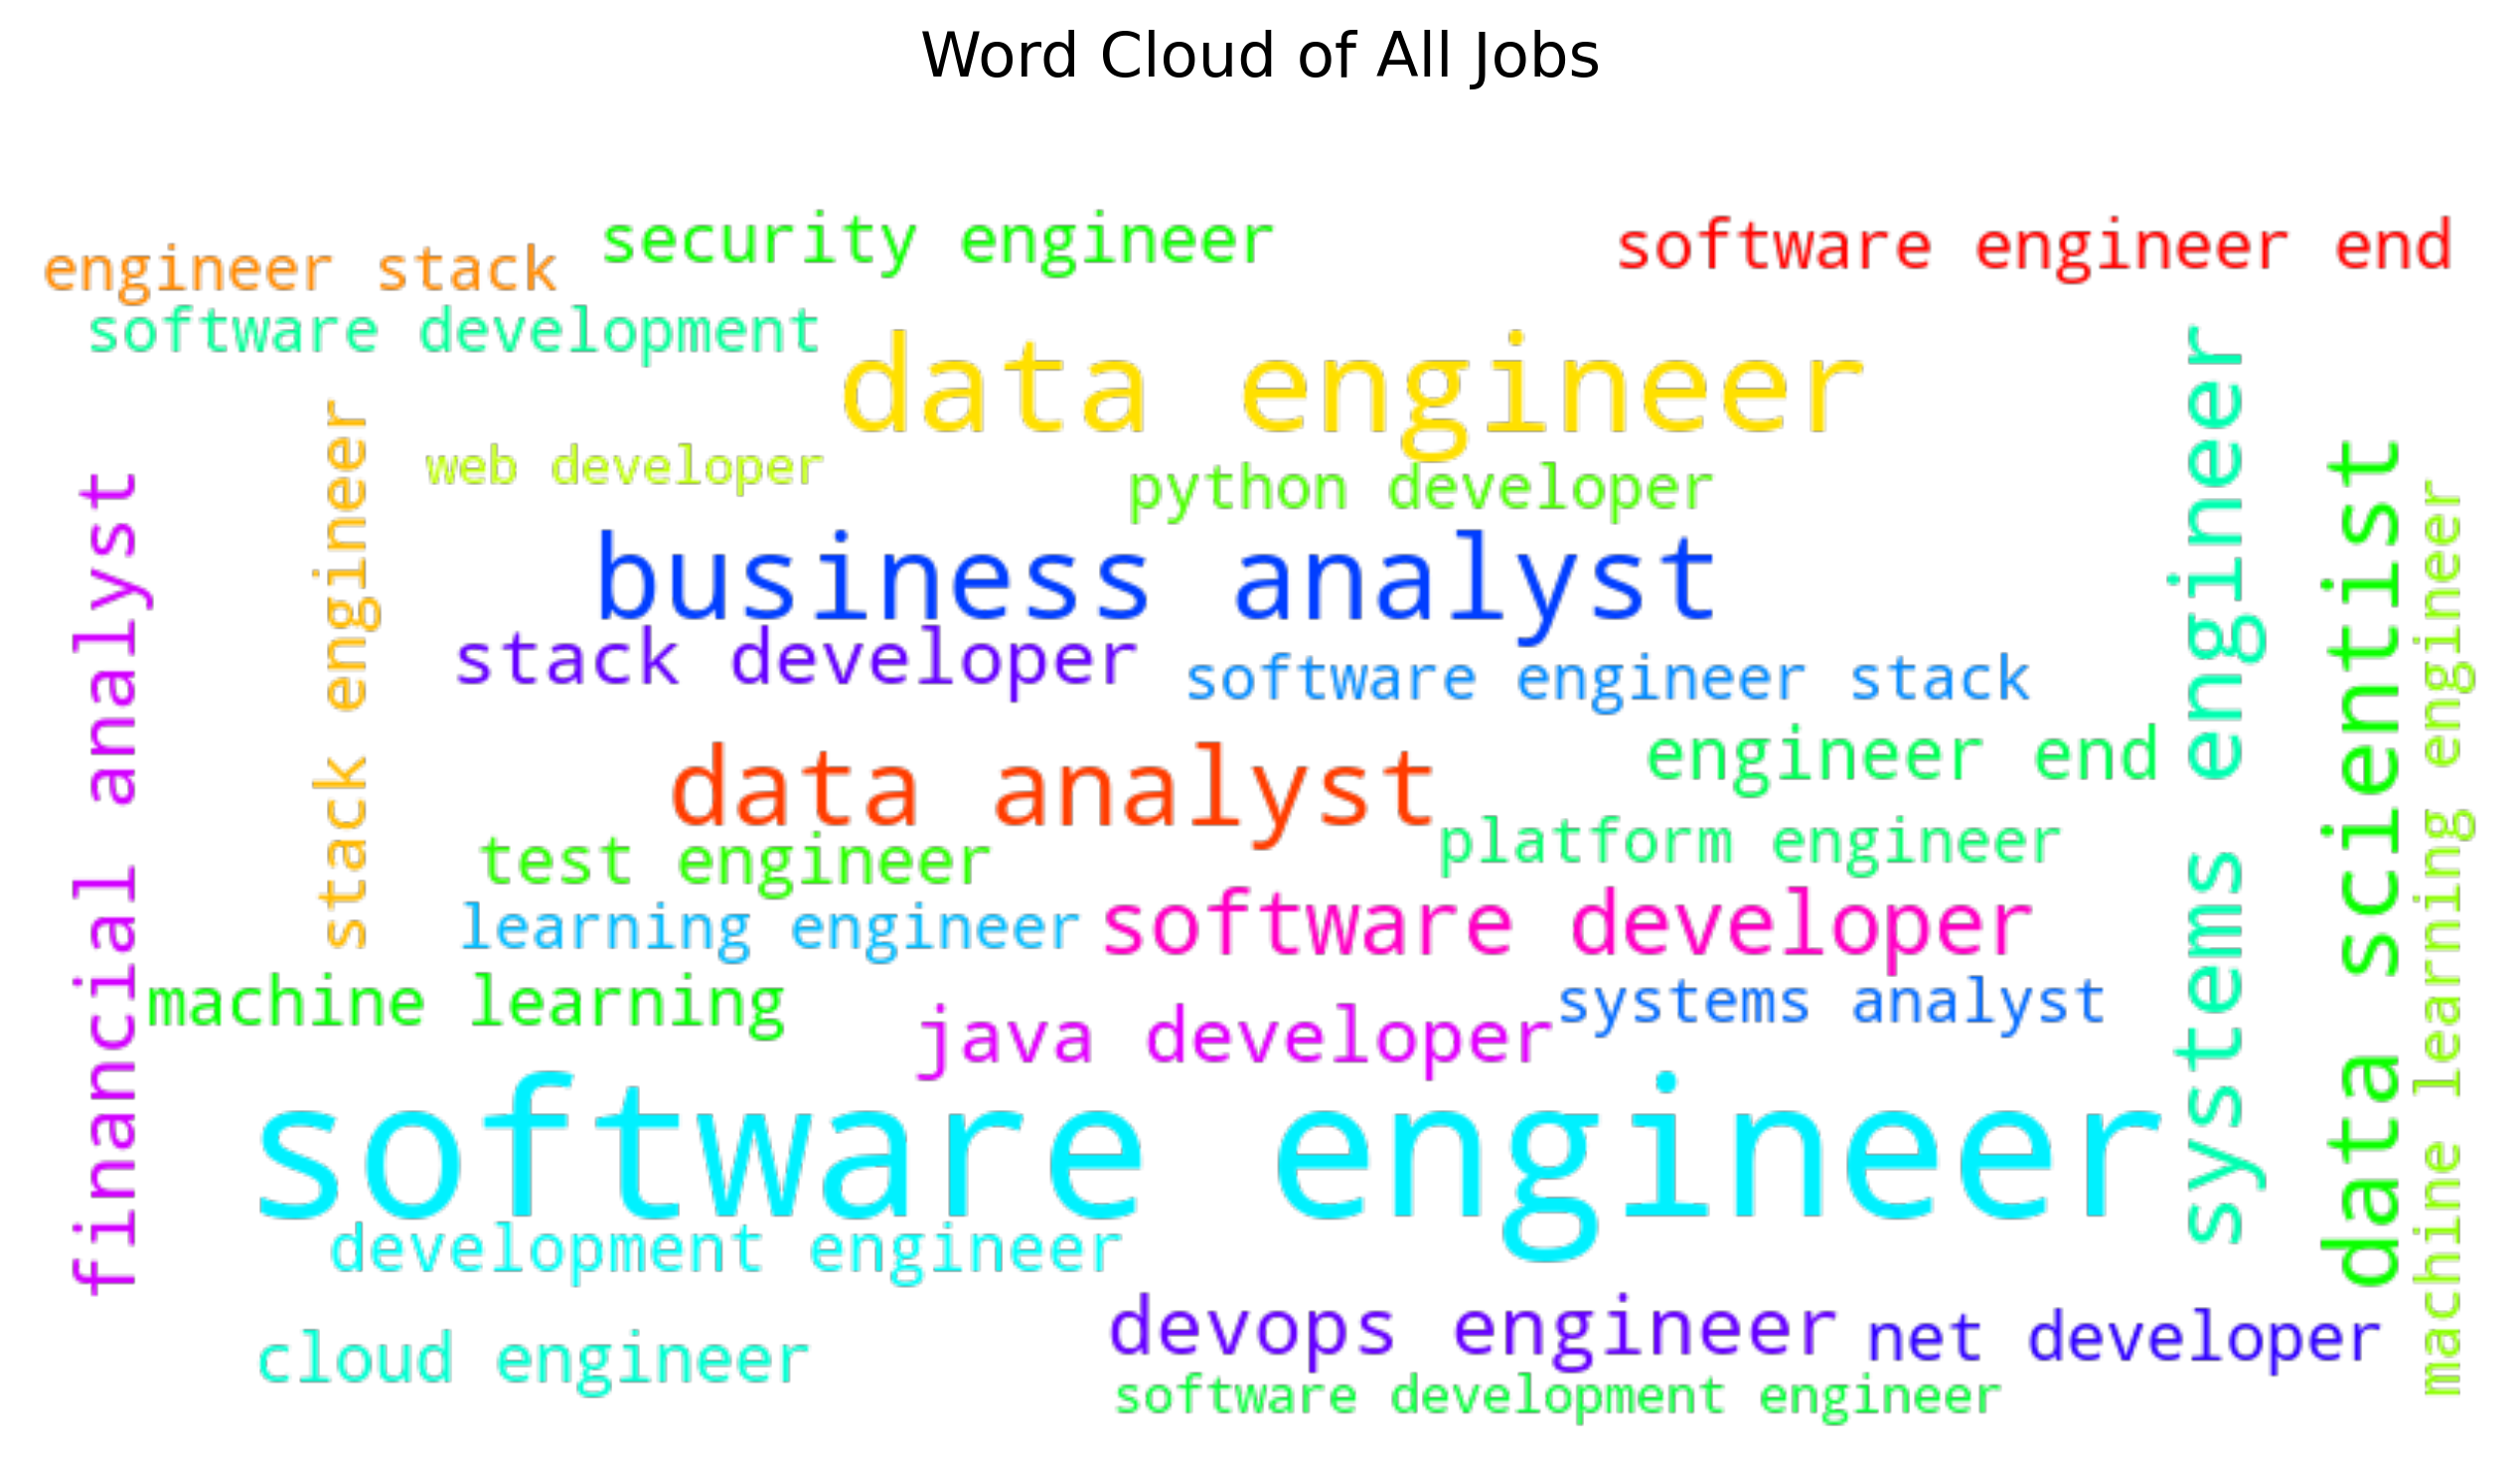 Word Cloud of All Jobs
security engineer
software engineer end
engineer stack
software development
data engineer
web developer
python developer
business analyst
stack developer
software engineer stack
engineer end
data analyst
platform engineer
test engineer
learning engineer
software developer
machine learning
systems analyst
java developer
software engineer
development engineer
devops engineer
net developer
cloud engineer
software development engineer
financial analyst
stack engineer
systems engineer
data scientist
machine learning engineer